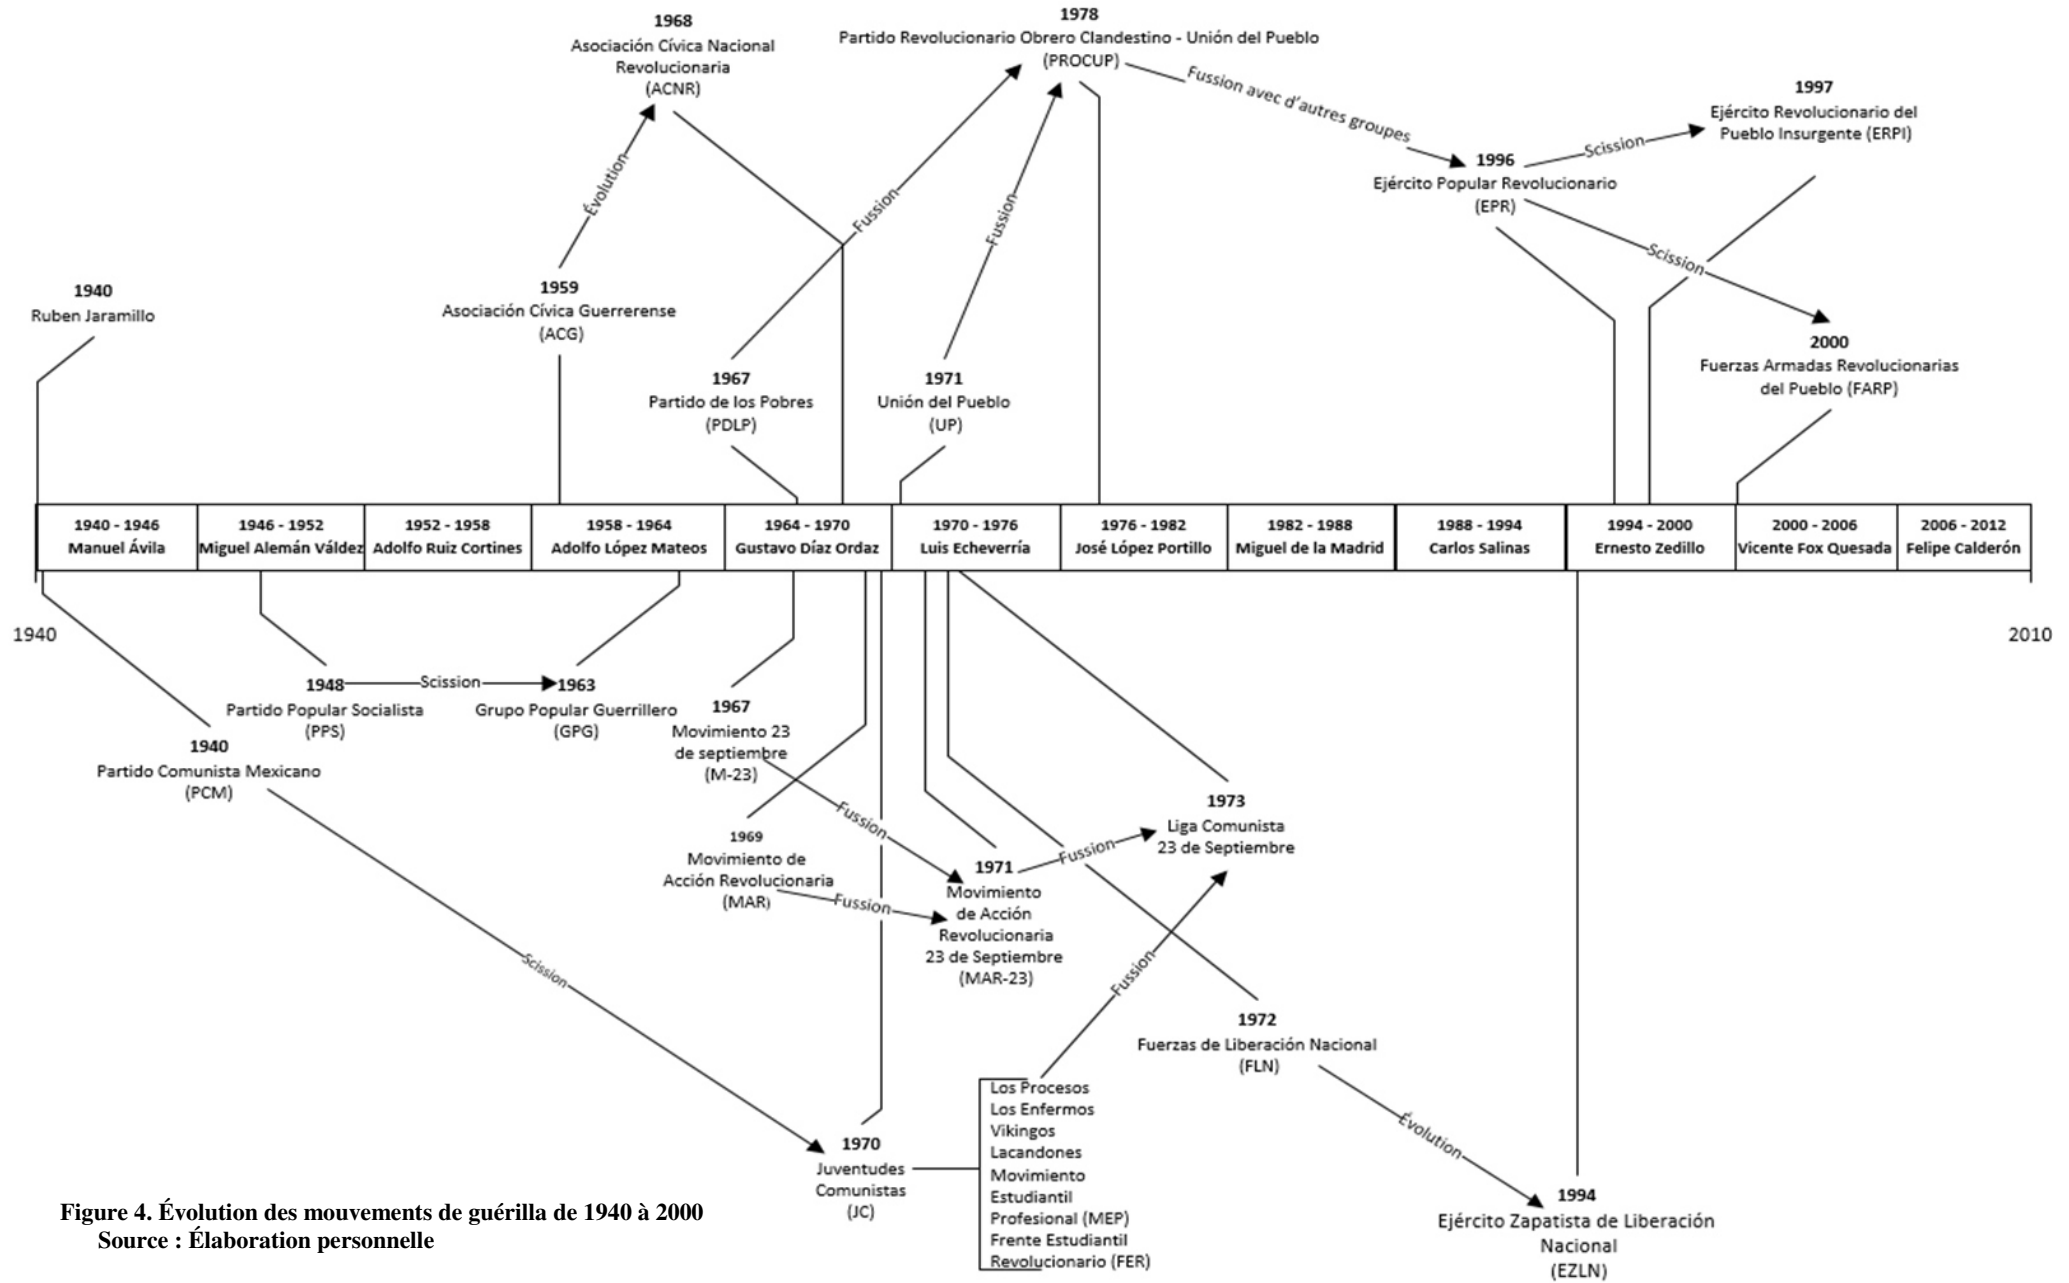 1968
Asociación Cívica Nacional
Revolucionaria
(ACNR)
1978
Partido Revolucionario Obrero Clandestino - Unión del Pueblo
(PROCUP)
Fussion avec d'autres groupes
1997
Ejército Revolucionario del
Pueblo Insurgente (ERPI)
Scission
1996
Ejército Popular Revolucionario
(EPR)
Évolution
Fussion
Fussion
Scission
1940
Ruben Jaramillo
1959
Asociación Cívica Guerrerense
(ACG)
2000
Fuerzas Armadas Revolucionarias
del Pueblo (FARP)
1967
Partido de los Pobres
(PDLP)
1971
Unión del Pueblo
(UP)
1940 - 1946
Manuel Ávila
1946 - 1952
Miguel Alemán Váldez
1952 - 1958
Adolfo Ruiz Cortines
1958 - 1964
Adolfo López Mateos
1964 - 1970
Gustavo Díaz Ordaz
1970 - 1976
Luis Echeverría
1976 - 1982
José López Portillo
1982 - 1988
Miguel de la Madrid
1988 - 1994
Carlos Salinas
1994 - 2000
Ernesto Zedillo
2000 - 2006
Vicente Fox Quesada
2006 - 2012
Felipe Calderón
1940
2010
1948
Partido Popular Socialista
(PPS)
Scission
1963
Grupo Popular Guerrillero
(GPG)
1967
Movimiento 23
de septiembre
(M-23)
1940
Partido Comunista Mexicano
(PCM)
Fussion
1973
Liga Comunista
23 de Septiembre
1969
Movimiento de
Acción Revolucionaria
(MAR)
Fussion
Fussion
1971
Movimiento
de Acción
Revolucionaria
23 de Septiembre
(MAR-23)
Scission
Fussion
1972
Fuerzas de Liberación Nacional
(FLN)
Évolution
1970
Juventudes
Comunistas
(JC)
Los Procesos
Los Enfermos
Vikingos
Lacandones
Movimiento
Estudiantil
Profesional (MEP)
Frente Estudiantil
Revolucionario (FER)
1994
Ejército Zapatista de Liberación
Nacional
(EZLN)
Figure 4. Évolution des mouvements de guérilla de 1940 à 2000
Source : Élaboration personnelle